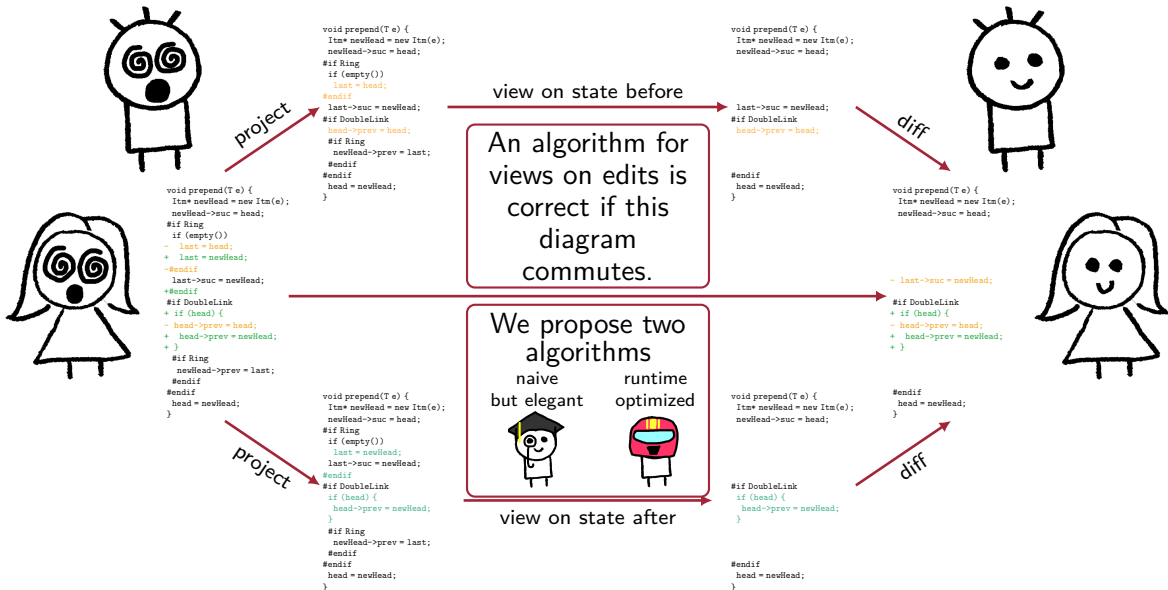 void prepend(T e) {
Itm* newHead = new Itm(e);
newHead->suc = head;
#if Ring
if (empty())
last = head;
#endif
last->suc = newHead;
#if DoubleLink
head->prev = head;
#if Ring
newHead->prev = last;
#endif
#endif
head = newHead;
}
project
view on state before
void prepend(T e) {
Itm* newHead = new Itm(e);
newHead->suc = head;
last->suc = newHead;
#if DoubleLink
head->prev = head;
#endif
head = newHead;
}
diff
An algorithm for
views on edits is
correct if this
diagram
commutes.
void prepend(T e) {
Itm* newHead = new Itm(e);
newHead->suc = head;
#if Ring
if (empty())
- last = head;
+ last = newHead;
-#endif
last->suc = newHead;
+#endif
#if DoubleLink
+ if (head) {
- head->prev = head;
+ head->prev = newHead;
+ }
#if Ring
newHead->prev = last;
#endif
#endif
head = newHead;
}
void prepend(T e) {
Itm* newHead = new Itm(e);
newHead->suc = head;
- last->suc = newHead;
#if DoubleLink
+ if (head) {
- head->prev = head;
+ head->prev = newHead;
+ }
#endif
head = newHead;
}
We propose two
algorithms
naive
but elegant
runtime
optimized
project
void prepend(T e) {
Itm* newHead = new Itm(e);
newHead->suc = head;
#if Ring
if (empty())
last = newHead;
last->suc = newHead;
#endif
#if DoubleLink
if (head) {
head->prev = newHead;
}
#if Ring
newHead->prev = last;
#endif
#endif
head = newHead;
}
view on state after
void prepend(T e) {
Itm* newHead = new Itm(e);
newHead->suc = head;
#if DoubleLink
if (head) {
head->prev = newHead;
}
#endif
head = newHead;
}
diff